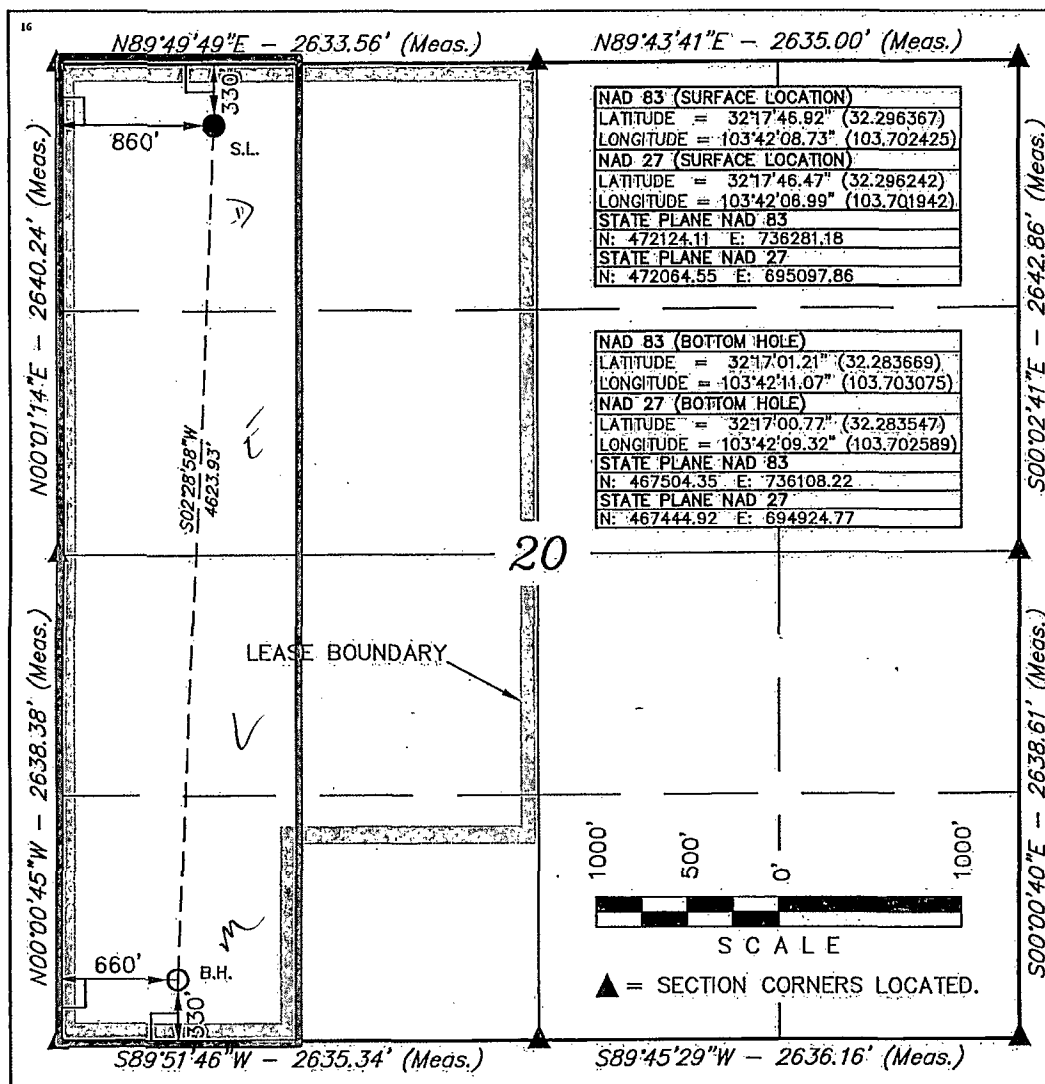 16
N89°49'49"E - 2633.56' (Meas.)
N89°43'41"E - 2635.00' (Meas.)
330'
860'
S.L.
N00°01'14"E - 2640.24' (Meas.)
S00°02'41"E - 2642.86' (Meas.)
NAD 83 (SURFACE LOCATION)
LATITUDE = 32°17'46.92" (32.296367)
LONGITUDE = 103°42'08.73" (103.702425)
NAD 27 (SURFACE LOCATION)
LATITUDE = 32°17'46.47" (32.296242)
LONGITUDE = 103°42'06.99" (103.701942)
STATE PLANE NAD 83
N: 472124.11 E: 736281.18
STATE PLANE NAD 27
N: 472064.55 E: 695097.86
D
NAD 83 (BOTTOM HOLE)
LATITUDE = 32°17'01.21" (32.283669)
LONGITUDE = 103°42'11.07" (103.703075)
NAD 27 (BOTTOM HOLE)
LATITUDE = 32°17'00.77" (32.283547)
LONGITUDE = 103°42'09.32" (103.702589)
STATE PLANE NAD 83
N: 467504.35 E: 736108.22
STATE PLANE NAD 27
N: 467444.92 E: 694924.77
E
S02°28'58"W
4623.93'
20
LEASE BOUNDARY
N00°00'45"W - 2638.38' (Meas.)
S00°00'40"E - 2638.61' (Meas.)
1000'
500'
0'
1000'
SCALE
M
660'
B.H.
330'
▲ = SECTION CORNERS LOCATED.
S89°51'46"W - 2635.34' (Meas.)
S89°45'29"W - 2636.16' (Meas.)